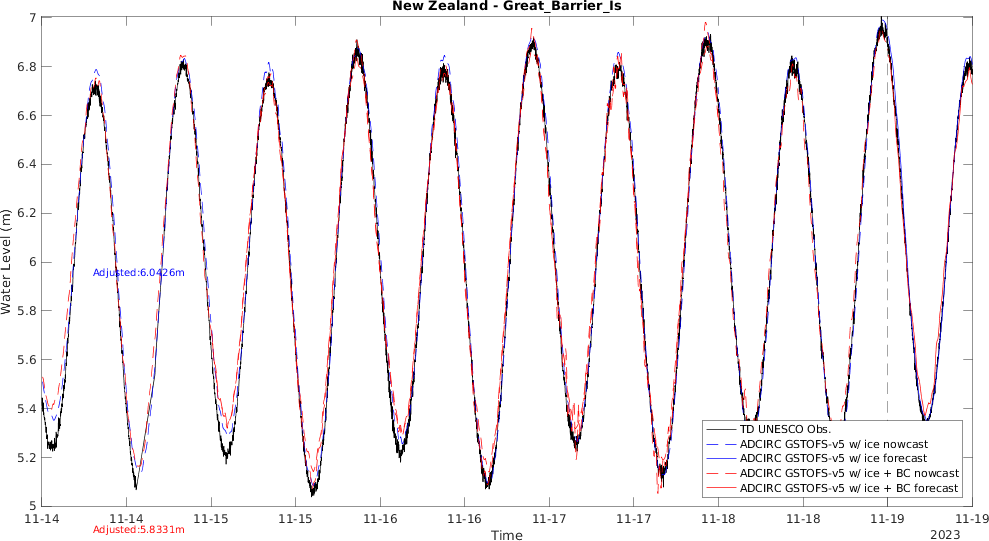 New Zealand - Great_Barrier_Is
7
6.8
6.6
6.4
6.2
6
5.8
5.6
5.4
5.2
5
Water Level (m)
Adjusted:6.0426m
TD UNESCO Obs.
ADCIRC GSTOFS-v5 w/ ice nowcast
ADCIRC GSTOFS-v5 w/ ice forecast
ADCIRC GSTOFS-v5 w/ ice + BC nowcast
ADCIRC GSTOFS-v5 w/ ice + BC forecast
11-14 11-14 11-15 11-15 11-16 11-16 11-17 11-17 11-18 11-18 11-19 11-19
Adjusted:5.8331m
Time
2023